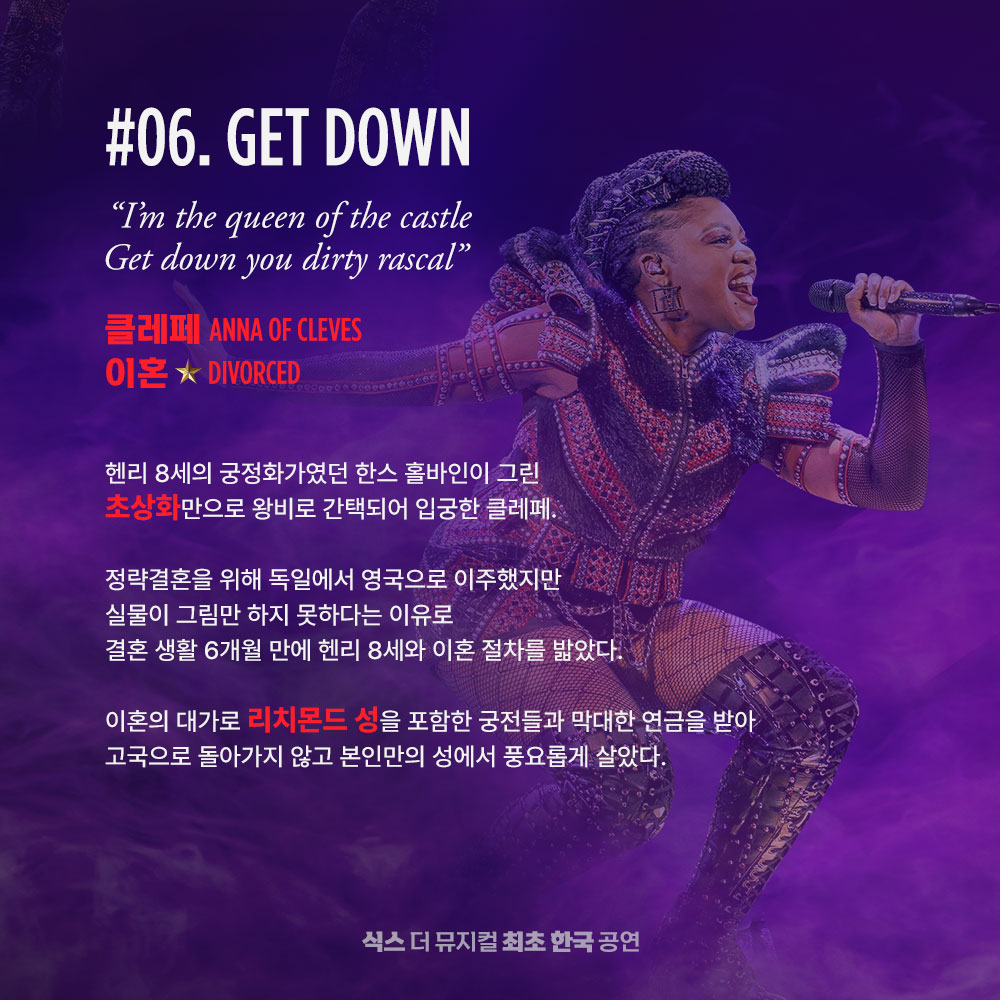 #06. GET DOWN
“I’m the queen of the castle
Get down you dirty rascal”
클레페 ANNA OF CLEVES
이혼 ★ DIVORCED
헨리 8세의 궁정화가였던 한스 홀바인이 그린
초상화만으로 왕비로 간택되어 입궁한 클레페.
정략결혼을 위해 독일에서 영국으로 이주했지만
실물이 그림만 하지 못하다는 이유로
결혼 생활 6개월 만에 헨리 8세와 이혼 절차를 밟았다.
이혼의 대가로 리치몬드 성을 포함한 궁전들과 막대한 연금을 받아
고국으로 돌아가지 않고 본인만의 성에서 풍요롭게 살았다.
식스 더 뮤지컬 최초 한국 공연